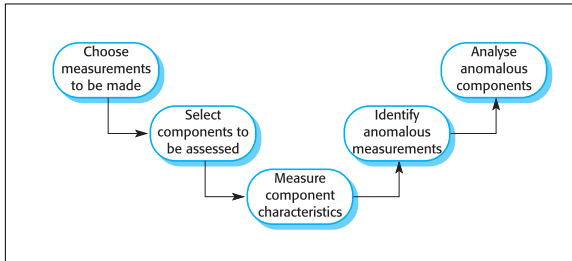 Choose
measurements
to be made
Select
components to
be assessed
Measure
component
characteristics
Identify
anomalous
measurements
Analyse
anomalous
components